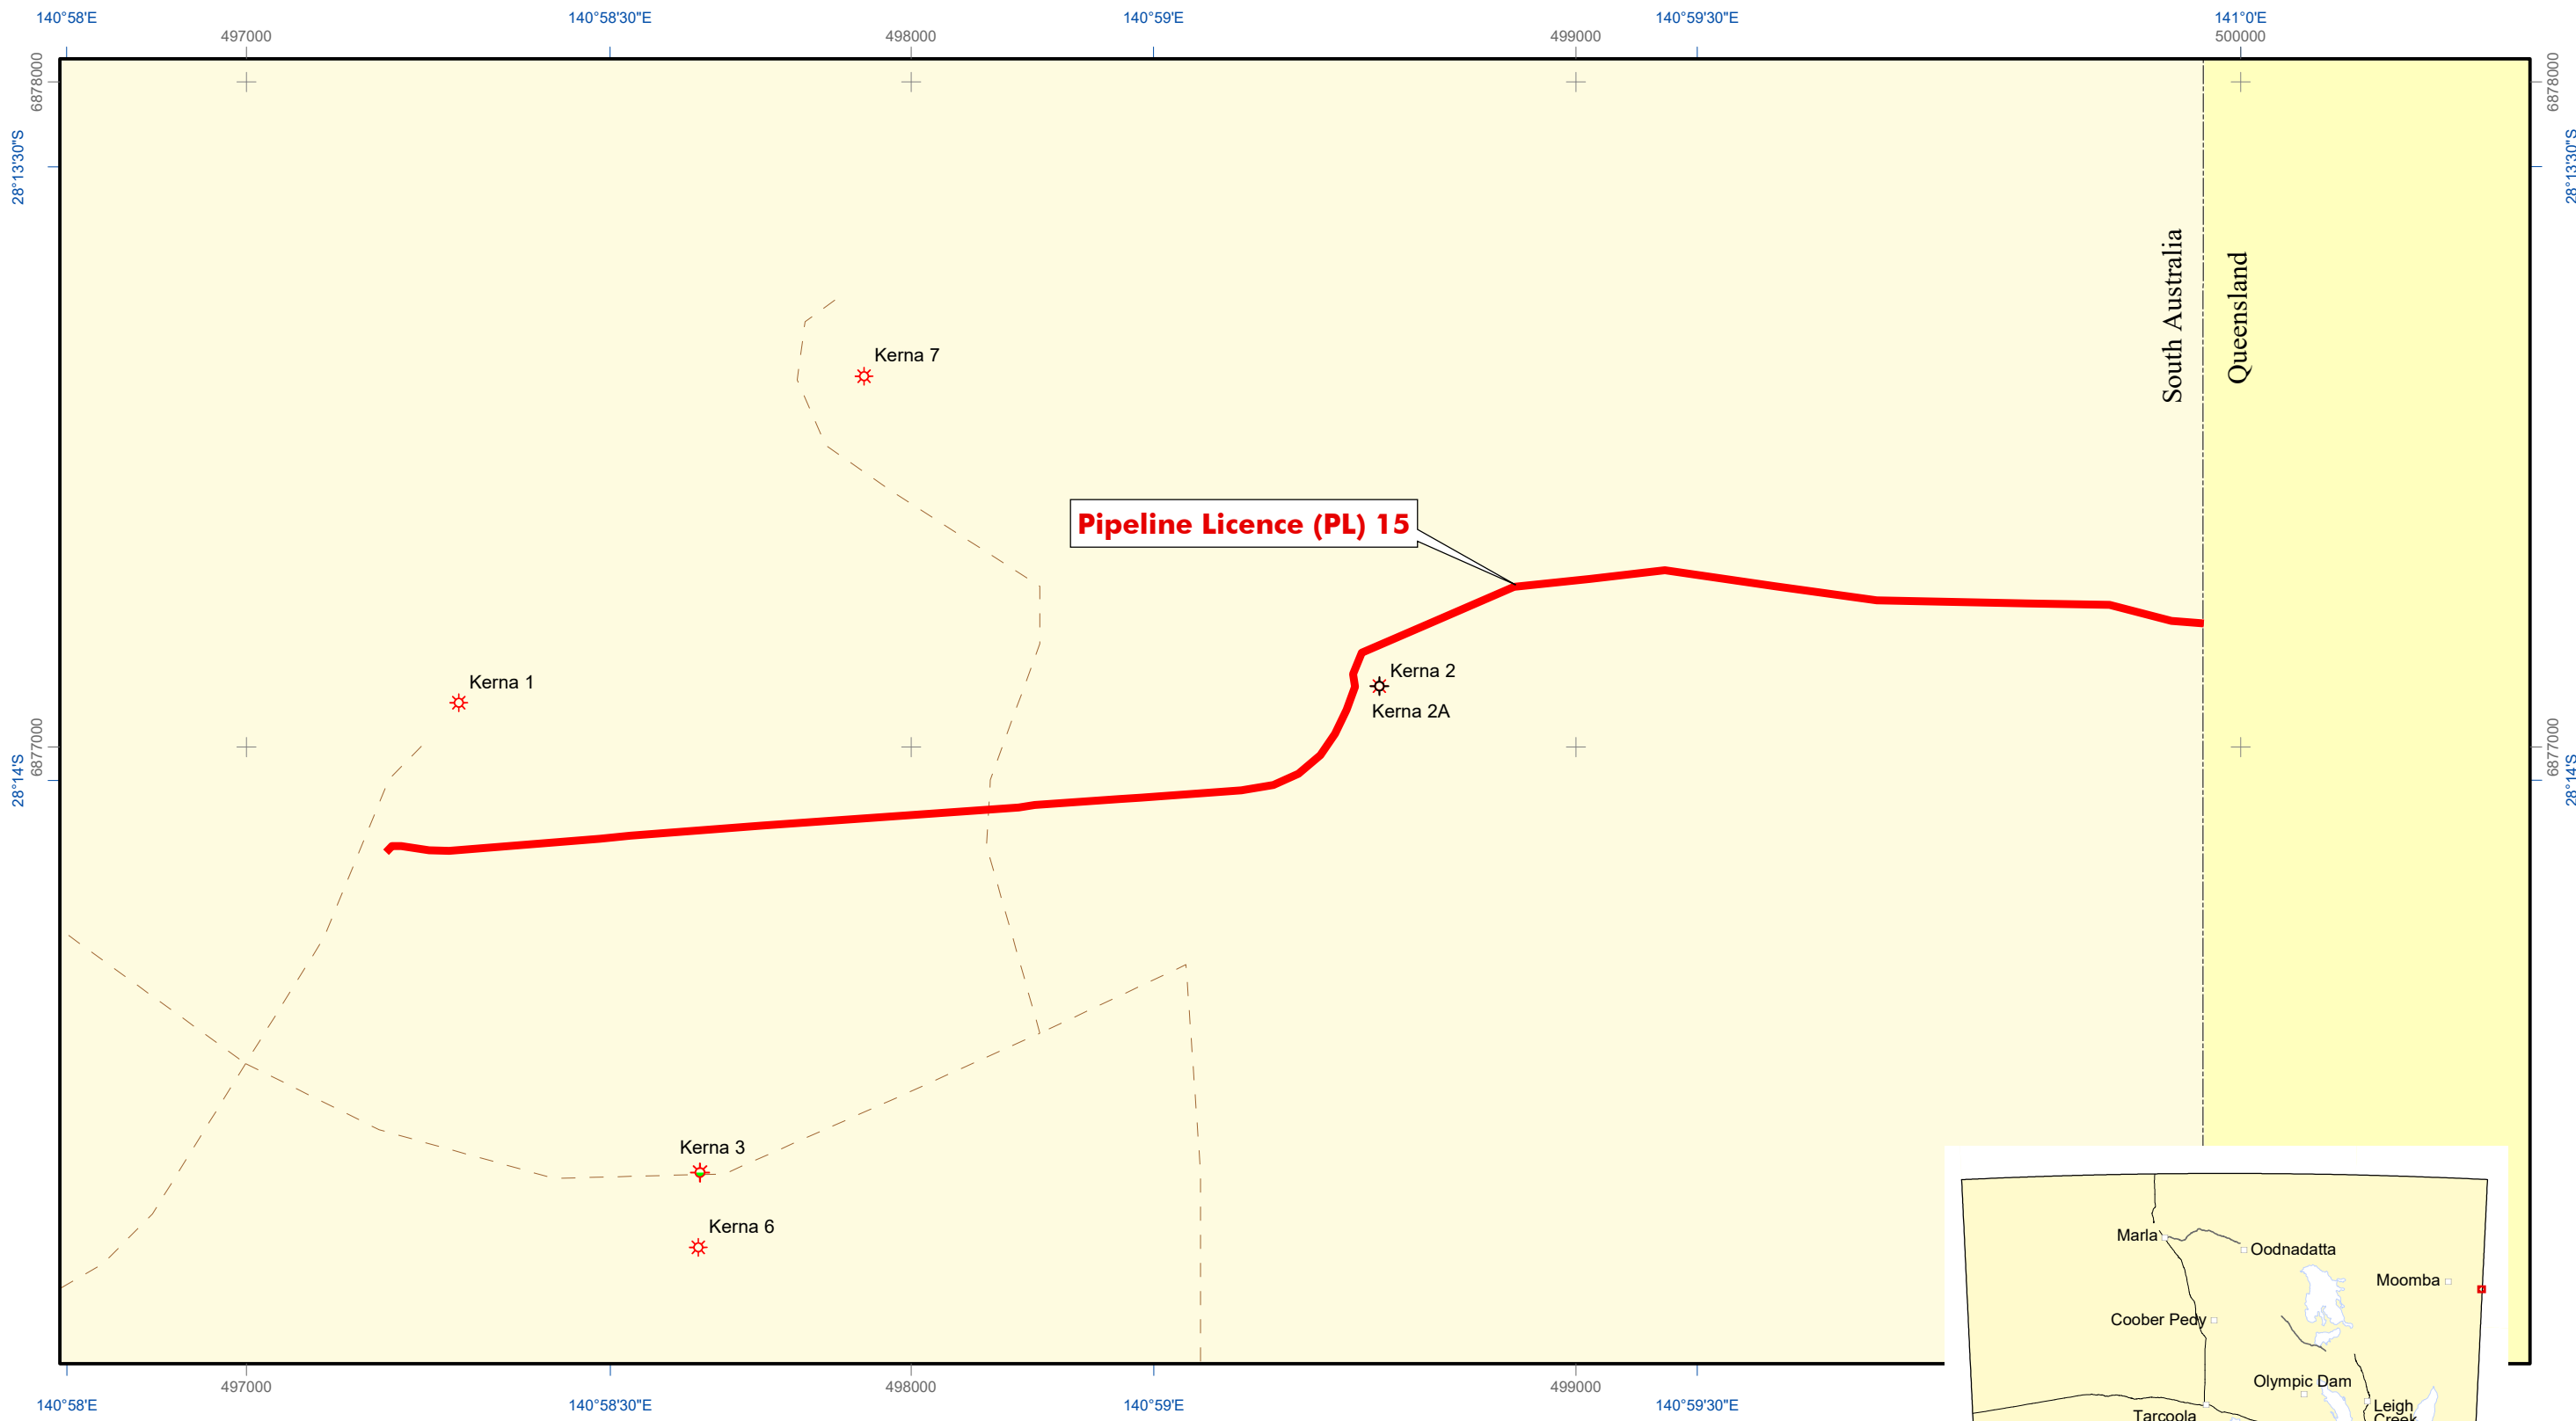 140°58'E
140°58'30"E
140°59'E
140°59'30"E
141°0'E
497000
498000
499000
500000
6878000
6878000
28°13'30"S
28°13'30"S
South Australia
Queensland
Kerna 7
Pipeline Licence (PL) 15
Kerna 2
Kerna 1
Kerna 2A
6877000
6877000
28°14'S
28°14'S
Kerna 3
Kerna 6
Marla
Oodnadatta
Moomba
Coober Pedy
Olympic Dam
Leigh
Creek
Tarcoola
497000
498000
499000
140°58'E
140°58'30"E
140°59'E
140°59'30"E